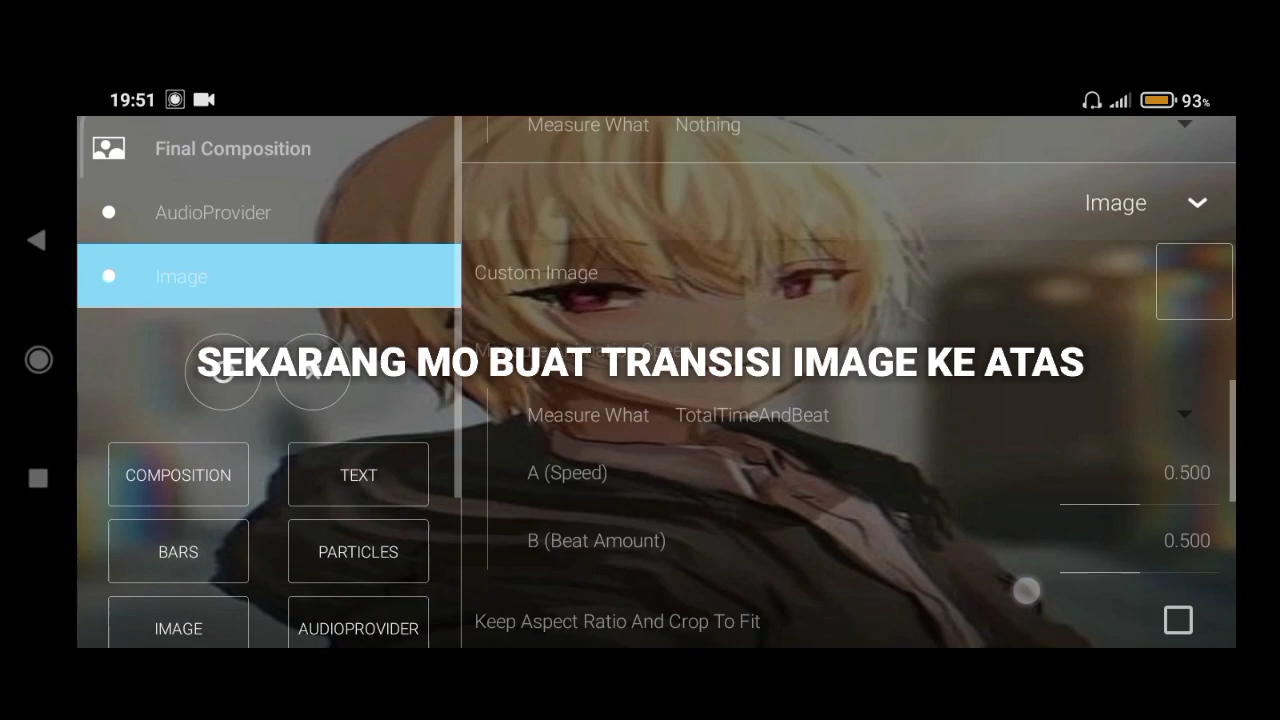 19:51
93%
Final Composition
AudioProvider
Image
COMPOSITION
TEXT
BARS
PARTICLES
IMAGE
AUDIOPROVIDER
Measure What Nothing
Image
Custom Image
SEKARANG MO BUAT TRANSISI IMAGE KE ATAS
Measure What TotalTimeAndBeat
A (Speed) 0.500
B (Beat Amount) 0.500
Keep Aspect Ratio And Crop To Fit